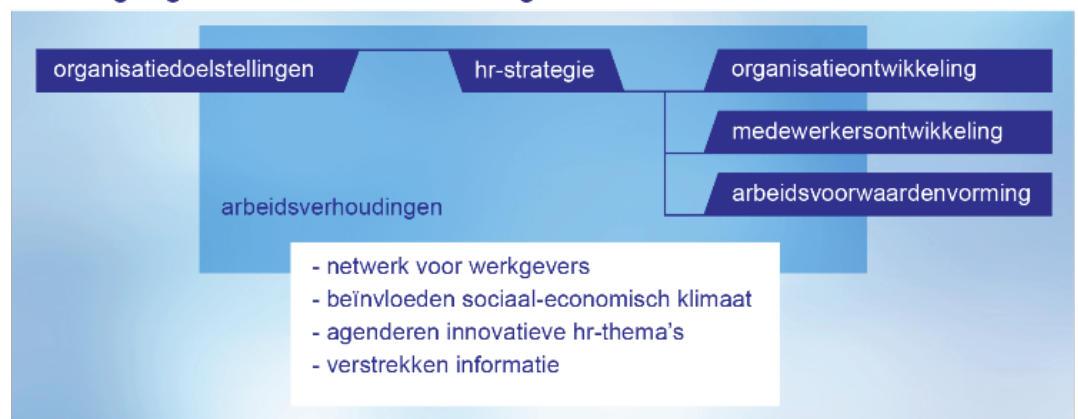 organisatiedoelstellingen
hr-strategie
organisatieontwikkeling
medewerkersontwikkeling
arbeidsvoorwaardenvorming
arbeidsverhoudingen
- netwerk voor werkgevers
- beïnvloeden sociaal-economisch klimaat
- agenderen innovatieve hr-thema's
- verstrekken informatie